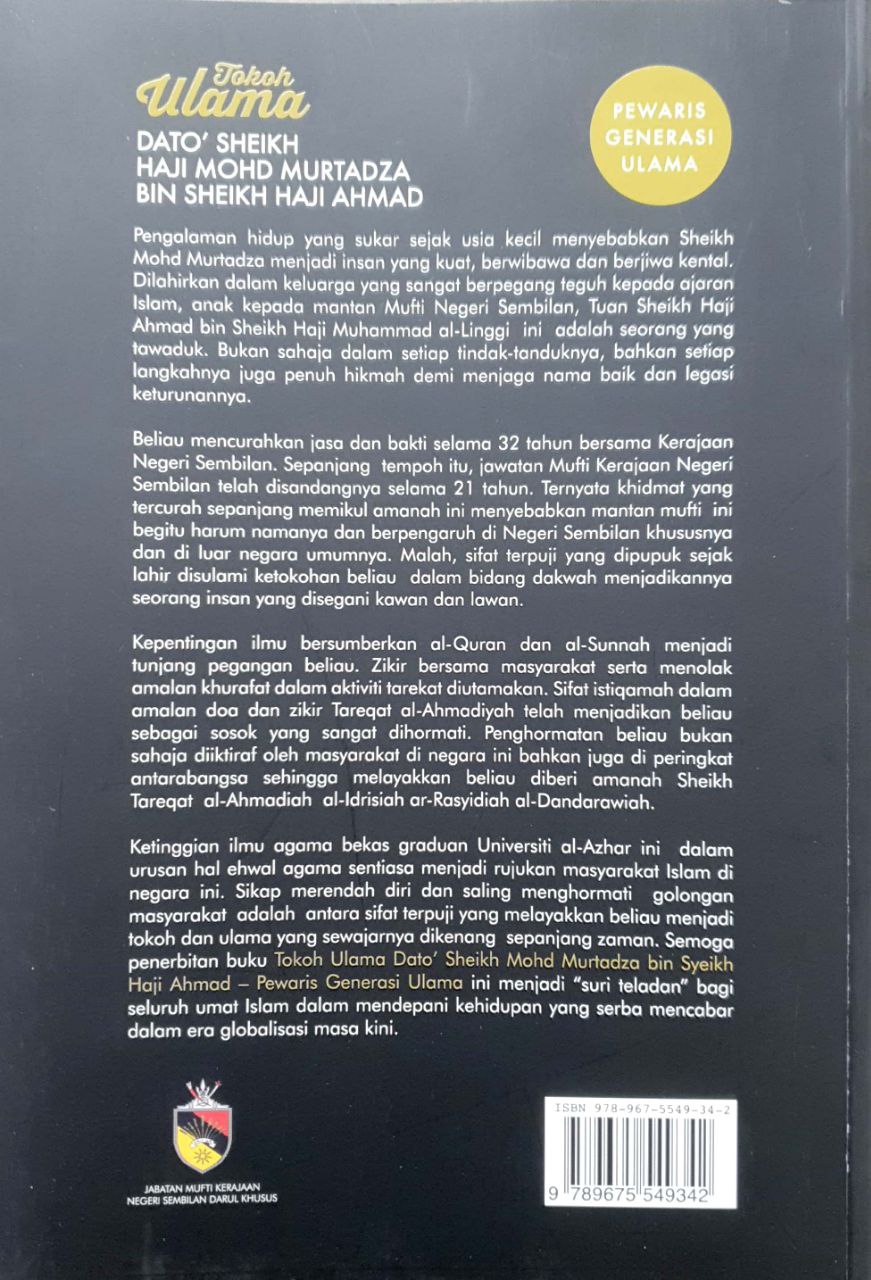 Tokoh
Ulama
DATO’ SHEIKH
HAJI MOHD MURTADZA
BIN SHEIKH HAJI AHMAD
PEWARIS
GENERASI
ULAMA
Pengalaman hidup yang sukar sejak usia kecil menyebabkan Sheikh
Mohd Murtadza menjadi insan yang kuat, berwibawa dan berjiwa kental.
Dilahirkan dalam keluarga yang sangat berpegang teguh kepada ajaran
Islam, anak kepada mantan Mufti Negeri Sembilan, Tuan Sheikh Haji
Ahmad bin Sheikh Haji Muhammad al-Linggi ini adalah seorang yang
tawaduk. Bukan sahaja dalam setiap tindak-tanduknya, bahkan setiap
langkahnya juga penuh hikmah demi menjaga nama baik dan legasi
keturunannya.
Beliau mencurahkan jasa dan bakti selama 32 tahun bersama Kerajaan
Negeri Sembilan. Sepanjang tempoh itu, jawatan Mufti Kerajaan Negeri
Sembilan telah disandangnya selama 21 tahun. Ternyata khidmat yang
tercurah sepanjang memikul amanah ini menyebabkan mantan mufti ini
begitu harum namanya dan berpengaruh di Negeri Sembilan khususnya
dan di luar negara umumnya. Malah, sifat terpuji yang dipupuk sejak
lahir disulami ketokohan beliau dalam bidang dakwah menjadikannya
seorang insan yang disegani kawan dan lawan.
Kepentingan ilmu bersumberkan al-Quran dan al-Sunnah menjadi
tunjang pegangan beliau. Zikir bersama masyarakat serta menolak
amalan khurafat dalam aktiviti tarekat diutamakan. Sifat istiqamah dalam
amalan doa dan zikir Tareqat al-Ahmadiyah telah menjadikan beliau
sebagai sosok yang sangat dihormati. Penghormatan beliau bukan
sahaja diiktiraf oleh masyarakat di negara ini bahkan juga di peringkat
antarabangsa sehingga melayakkan beliau diberi amanah Sheikh
Tareqat al-Ahmadiah al-Idrisiah ar-Rasyidiah al-Dandarawiah.
Ketinggian ilmu agama bekas graduan Universiti al-Azhar ini dalam
urusan hal ehwal agama sentiasa menjadi rujukan masyarakat Islam di
negara ini. Sikap merendah diri dan saling menghormati golongan
masyarakat adalah antara sifat terpuji yang melayakkan beliau menjadi
tokoh dan ulama yang sewajarnya dikenang sepanjang zaman. Semoga
penerbitan buku Tokoh Ulama Dato’ Sheikh Mohd Murtadza bin Syeikh
Haji Ahmad – Pewaris Generasi Ulama ini menjadi “suri teladan” bagi
seluruh umat Islam dalam mendepani kehidupan yang serba mencabar
dalam era globalisasi masa kini.
JABATAN MUFTI KERAJAAN
NEGERI SEMBILAN DARUL KHUSUS
ISBN 978-967-5549-34-2
9 789675 549342